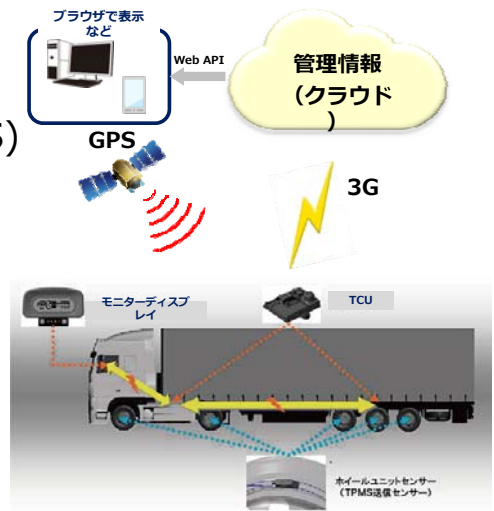 ブラウザで表示
など
Web API
管理情報
（クラウド
）
S)
GPS
3G
モニターディスプ
レイ
TCU
ホイールユニットセンサー
（TPMS送信センサー）